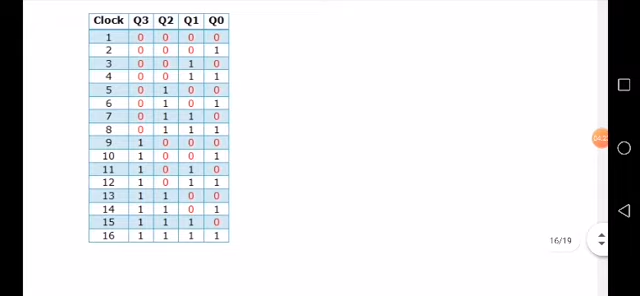 Clock Q3 Q2 Q1 Q0
1 0 0 0 0
2 0 0 0 1
3 0 0 1 0
4 0 0 1 1
5 0 1 0 0
6 0 1 0 1
7 0 1 1 0
8 0 1 1 1
9 1 0 0 0
10 1 0 0 1
11 1 0 1 0
12 1 0 1 1
13 1 1 0 0
14 1 1 0 1
15 1 1 1 0
16 1 1 1 1
16/19